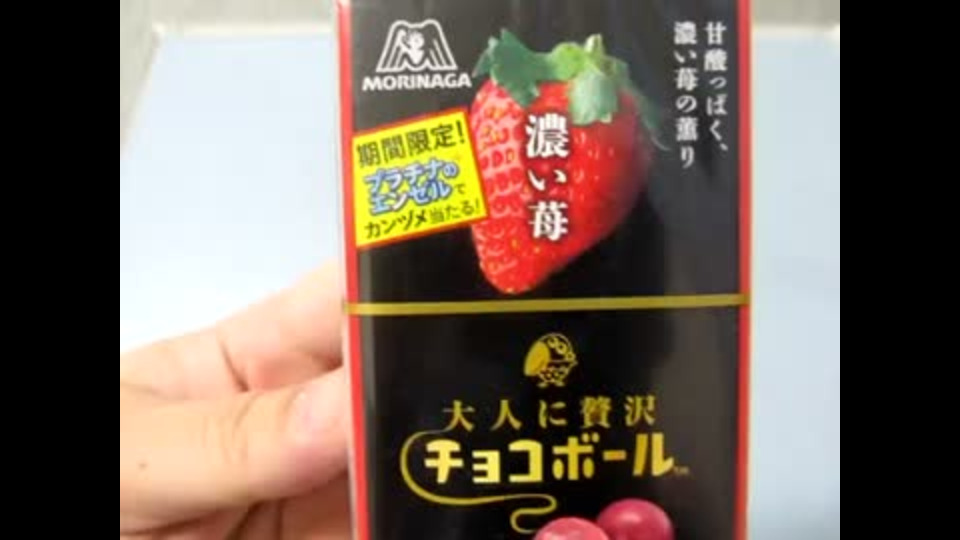 MORINAGA
期間限定!
プラチナの
エンゼルで
カンヅメ当たる!
濃い苺
甘酸っぱく、
濃い苺の薫り
大人に贅沢
チョコボール